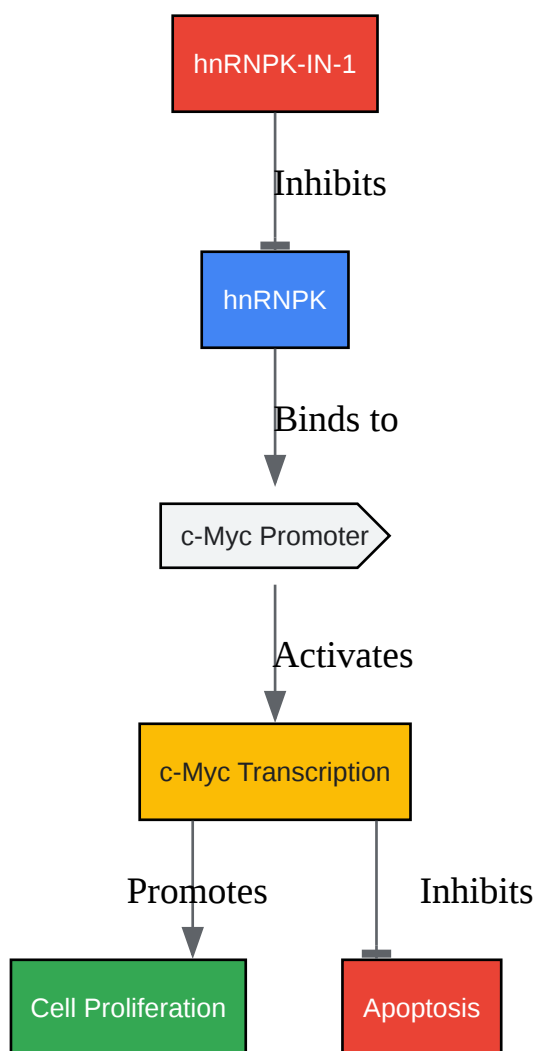 hnRNPK-IN-1
Inhibits
hnRNPK
Binds to
c-Myc Promoter
Activates
c-Myc Transcription
Promotes
Inhibits
Cell Proliferation
Apoptosis